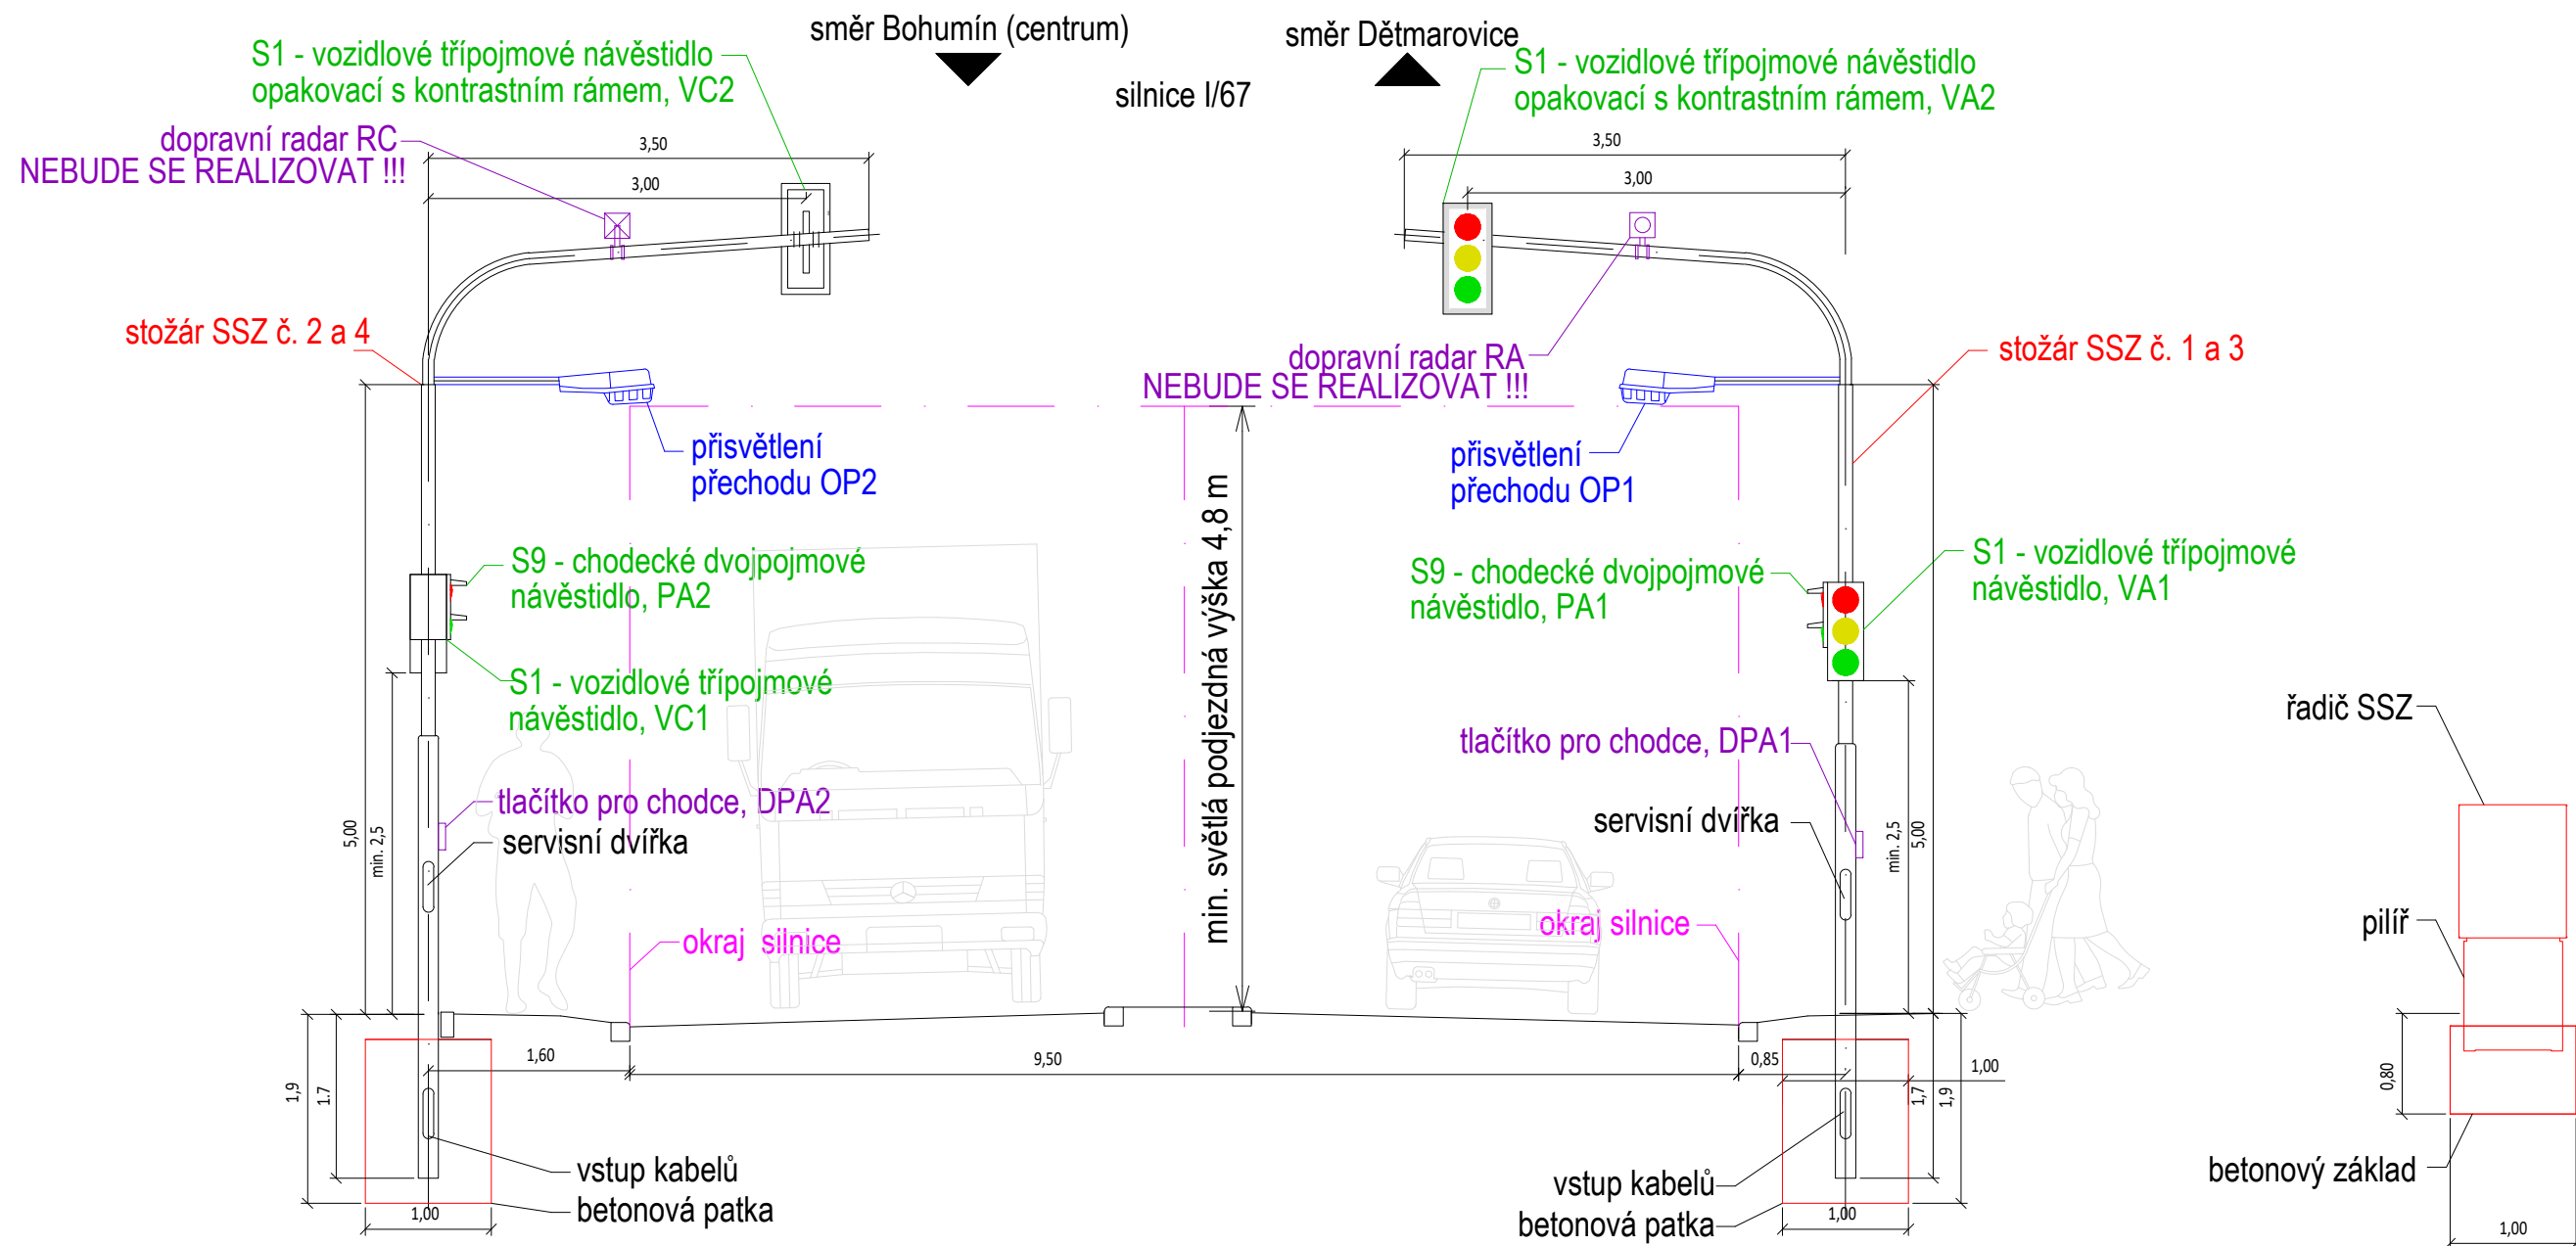 směr Bohumín (centrum)
směr Dětmarovice
silnice I/67
S1 - vozidlové třípojmové návěstidlo
opakovací s kontrastním rámem, VC2
S1 - vozidlové třípojmové návěstidlo
opakovací s kontrastním rámem, VA2
dopravní radar RC
NEBUDE SE REALIZOVAT !!!
3,50
3,00
3,50
3,00
stožár SSZ č. 2 a 4
dopravní radar RA
NEBUDE SE REALIZOVAT !!!
stožár SSZ č. 1 a 3
přisvětlení
přechodu OP2
přisvětlení
přechodu OP1
min. světlá podjezdná výška 4,8 m
S9 - chodecké dvojpojmové
návěstidlo, PA2
S9 - chodecké dvojpojmové
návěstidlo, PA1
S1 - vozidlové třípojmové
návěstidlo, VA1
S1 - vozidlové třípojmové
návěstidlo, VC1
tlačítko pro chodce, DPA2
servisní dvířka
tlačítko pro chodce, DPA1
servisní dvířka
řadič SSZ
5,00
min. 2,5
min. 2,5
5,00
okraj silnice
okraj silnice
pilíř
1,60
9,50
0,85
1,00
1,9
1.7
1,7
1,9
0,80
vstup kabelů
betonová patka
1,00
vstup kabelů
betonová patka
1,00
betonový základ
1,00